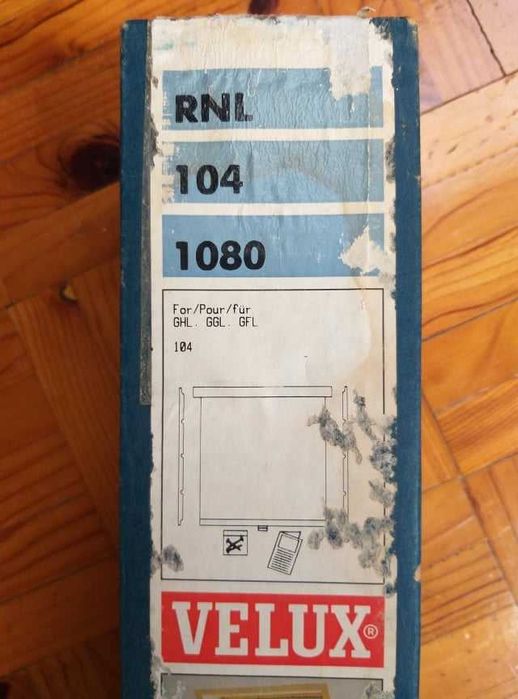 RNL
104
1080
For/Pour/für
GHL. GGL. GFL
104
VELUX®